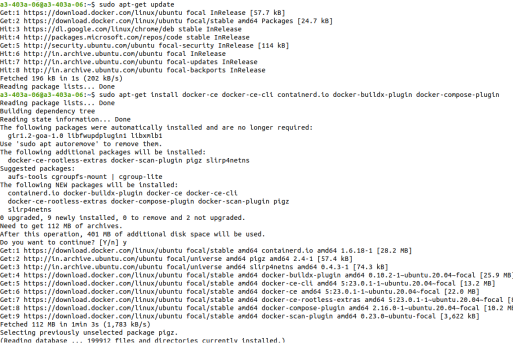 a3-403a-06@a3-403a-06:~$ sudo apt-get update
Get:1 https://download.docker.com/linux/ubuntu focal InRelease [57.7 kB]
Get:2 https://download.docker.com/linux/ubuntu focal/stable amd64 Packages [24.7 kB]
Hit:3 https://dl.google.com/linux/chrome/deb stable InRelease
Hit:4 http://packages.microsoft.com/repos/code stable InRelease
Get:5 http://security.ubuntu.com/ubuntu focal-security InRelease [114 kB]
Hit:6 http://in.archive.ubuntu.com/ubuntu focal InRelease
Hit:7 http://in.archive.ubuntu.com/ubuntu focal-updates InRelease
Hit:8 http://in.archive.ubuntu.com/ubuntu focal-backports InRelease
Fetched 196 kB in 1s (202 kB/s)
Reading package lists... Done
a3-403a-06@a3-403a-06:~$ sudo apt-get install docker-ce docker-ce-cli containerd.io docker-buildx-plugin docker-compose-plugin
Reading package lists... Done
Building dependency tree
Reading state information... Done
The following packages were automatically installed and are no longer required:
gir1.2-goa-1.0 libfwupdplugin1 libxmlb1
Use 'sudo apt autoremove' to remove them.
The following additional packages will be installed:
docker-ce-rootless-extras docker-scan-plugin pigz slirp4netns
Suggested packages:
aufs-tools cgroupfs-mount | cgroup-lite
The following NEW packages will be installed:
containerd.io docker-buildx-plugin docker-ce docker-ce-cli
docker-ce-rootless-extras docker-compose-plugin docker-scan-plugin pigz
slirp4netns
0 upgraded, 9 newly installed, 0 to remove and 2 not upgraded.
Need to get 112 MB of archives.
After this operation, 401 MB of additional disk space will be used.
Do you want to continue? [Y/n] y
Get:1 https://download.docker.com/linux/ubuntu focal/stable amd64 containerd.io amd64 1.6.18-1 [28.2 MB]
Get:2 http://in.archive.ubuntu.com/ubuntu focal/universe amd64 pigz amd64 2.4-1 [57.4 kB]
Get:3 http://in.archive.ubuntu.com/ubuntu focal/universe amd64 slirp4netns amd64 0.4.3-1 [74.3 kB]
Get:4 https://download.docker.com/linux/ubuntu focal/stable amd64 docker-buildx-plugin amd64 0.10.2-1~ubuntu.20.04~focal [25.9 MB]
Get:5 https://download.docker.com/linux/ubuntu focal/stable amd64 docker-ce-cli amd64 5:23.0.1-1~ubuntu.20.04~focal [13.2 MB]
Get:6 https://download.docker.com/linux/ubuntu focal/stable amd64 docker-ce amd64 5:23.0.1-1~ubuntu.20.04~focal [22.0 MB]
Get:7 https://download.docker.com/linux/ubuntu focal/stable amd64 docker-ce-rootless-extras amd64 5:23.0.1-1~ubuntu.20.04~focal
Get:8 https://download.docker.com/linux/ubuntu focal/stable amd64 docker-compose-plugin amd64 2.16.0-1~ubuntu.20.04~focal [10.2 MB]
Get:9 https://download.docker.com/linux/ubuntu focal/stable amd64 docker-scan-plugin amd64 0.23.0~ubuntu-focal [3,622 kB]
Fetched 112 MB in 1min 3s (1,783 kB/s)
Selecting previously unselected package pigz.
(Reading database ... 199912 files and directories currently installed.)